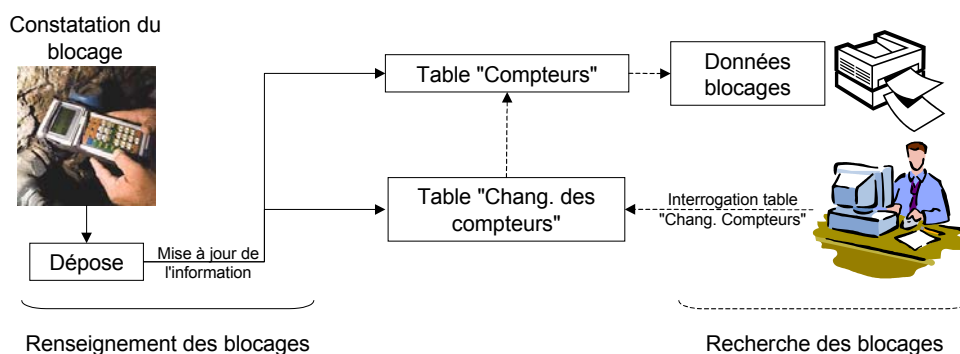 Constatation du
blocage
Table "Compteurs"
Données
blocages
Table "Chang. des
compteurs"
Interrogation table
"Chang. Compteurs"
Dépose
Mise à jour de
l'information
Renseignement des blocages
Recherche des blocages